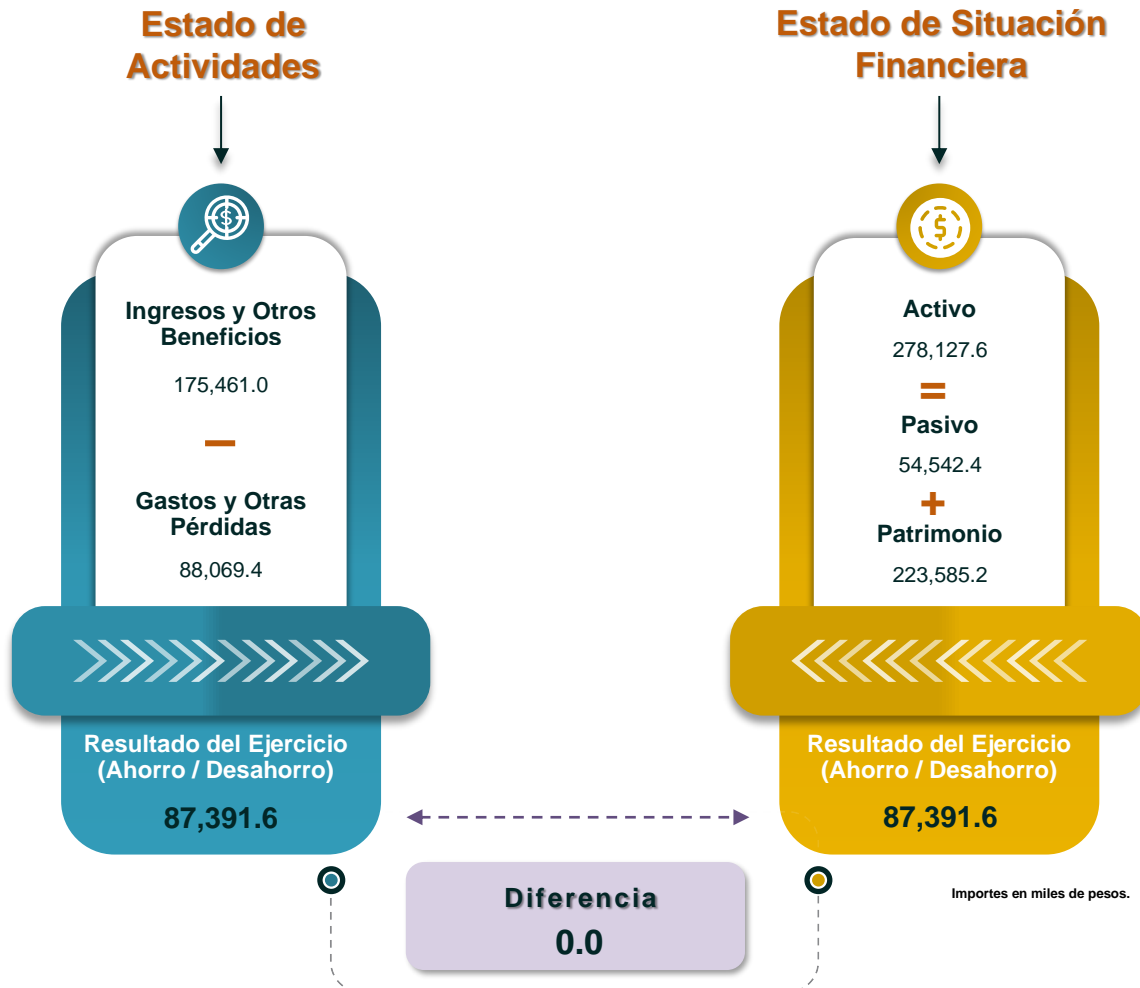 Estado de
Actividades
Ingresos y Otros
Beneficios
175,461.0
−
Gastos y Otras
Pérdidas
88,069.4
Resultado del Ejercicio
(Ahorro / Desahorro)
87,391.6
Estado de Situación
Financiera
Activo
278,127.6
=
Pasivo
54,542.4
+
Patrimonio
223,585.2
Resultado del Ejercicio
(Ahorro / Desahorro)
87,391.6
Diferencia
0.0
Importes en miles de pesos.